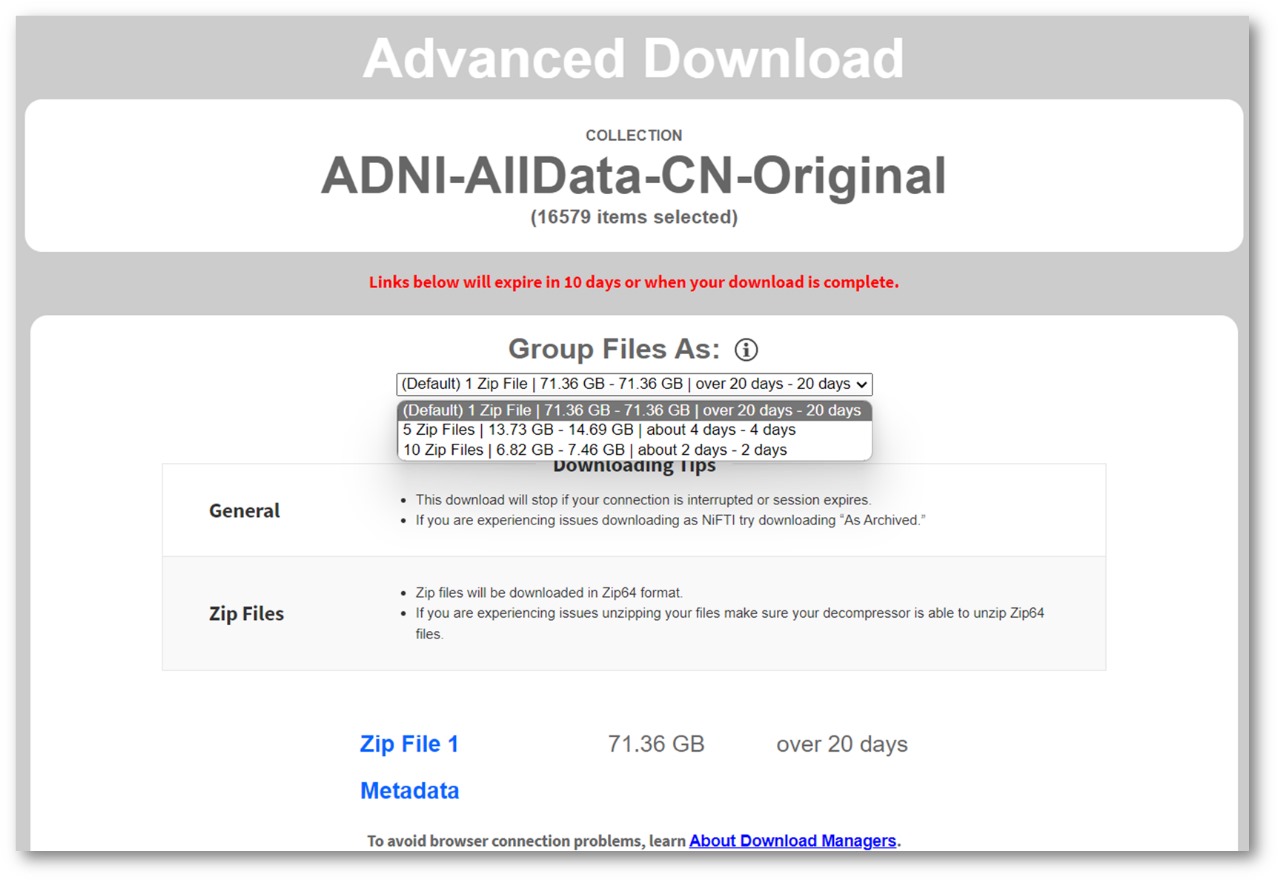 Advanced Download
COLLECTION
ADNI-AllData-CN-Original
(16579 items selected)
Links below will expire in 10 days or when your download is complete.
Group Files As:
(Default) 1 Zip File | 71.36 GB - 71.36 GB | over 20 days - 20 days
(Default) 1 Zip File | 71.36 GB - 71.36 GB | over 20 days - 20 days
5 Zip Files | 13.73 GB - 14.69 GB | about 4 days - 4 days
10 Zip Files | 6.82 GB - 7.46 GB | about 2 days - 2 days
Downloading Tips
General
• This download will stop if your connection is interrupted or session expires.
• If you are experiencing issues downloading as NiFTI try downloading “As Archived.”
Zip Files
• Zip files will be downloaded in Zip64 format.
• If you are experiencing issues unzipping your files make sure your decompressor is able to unzip Zip64
files.
Zip File 1 71.36 GB over 20 days
Metadata
To avoid browser connection problems, learn About Download Managers.